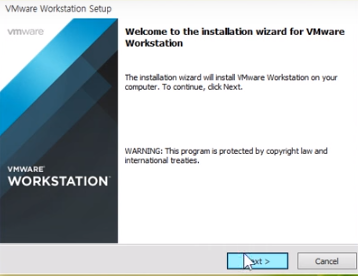 VMware Workstation Setup
vmware
Welcome to the installation wizard for VMware
Workstation
The installation wizard will install VMware Workstation on your
computer. To continue, click Next.
WARNING: This program is protected by copyright law and
international treaties.
VMWARE
WORKSTATION
Cancel